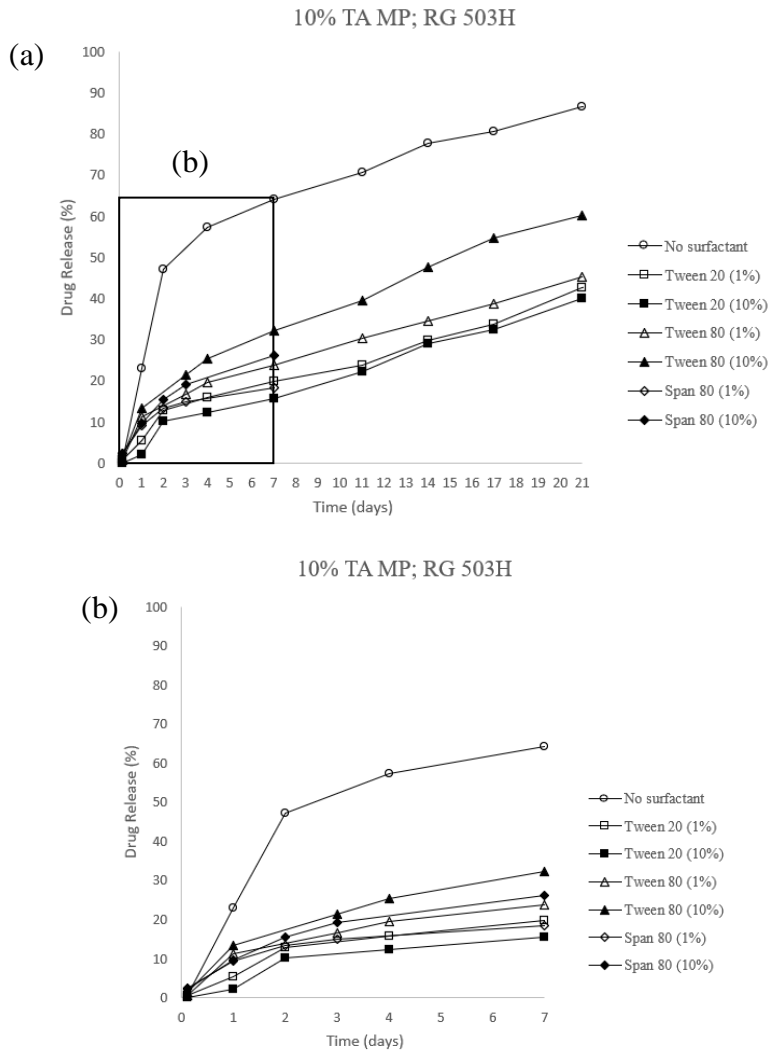 10% TA MP; RG 503H
(a)
100
90
80
70
60
50
40
30
20
10
0
Drug Release (%)
(b)
0 1 2 3 4 5 6 7 8 9 10 11 12 13 14 15 16 17 18 19 20 21
Time (days)
No surfactant
Tween 20 (1%)
Tween 20 (10%)
Tween 80 (1%)
Tween 80 (10%)
Span 80 (1%)
Span 80 (10%)
10% TA MP; RG 503H
(b)
100
90
80
70
60
50
40
30
20
10
0
Drug Release (%)
0 1 2 3 4 5 6 7
Time (days)
No surfactant
Tween 20 (1%)
Tween 20 (10%)
Tween 80 (1%)
Tween 80 (10%)
Span 80 (1%)
Span 80 (10%)